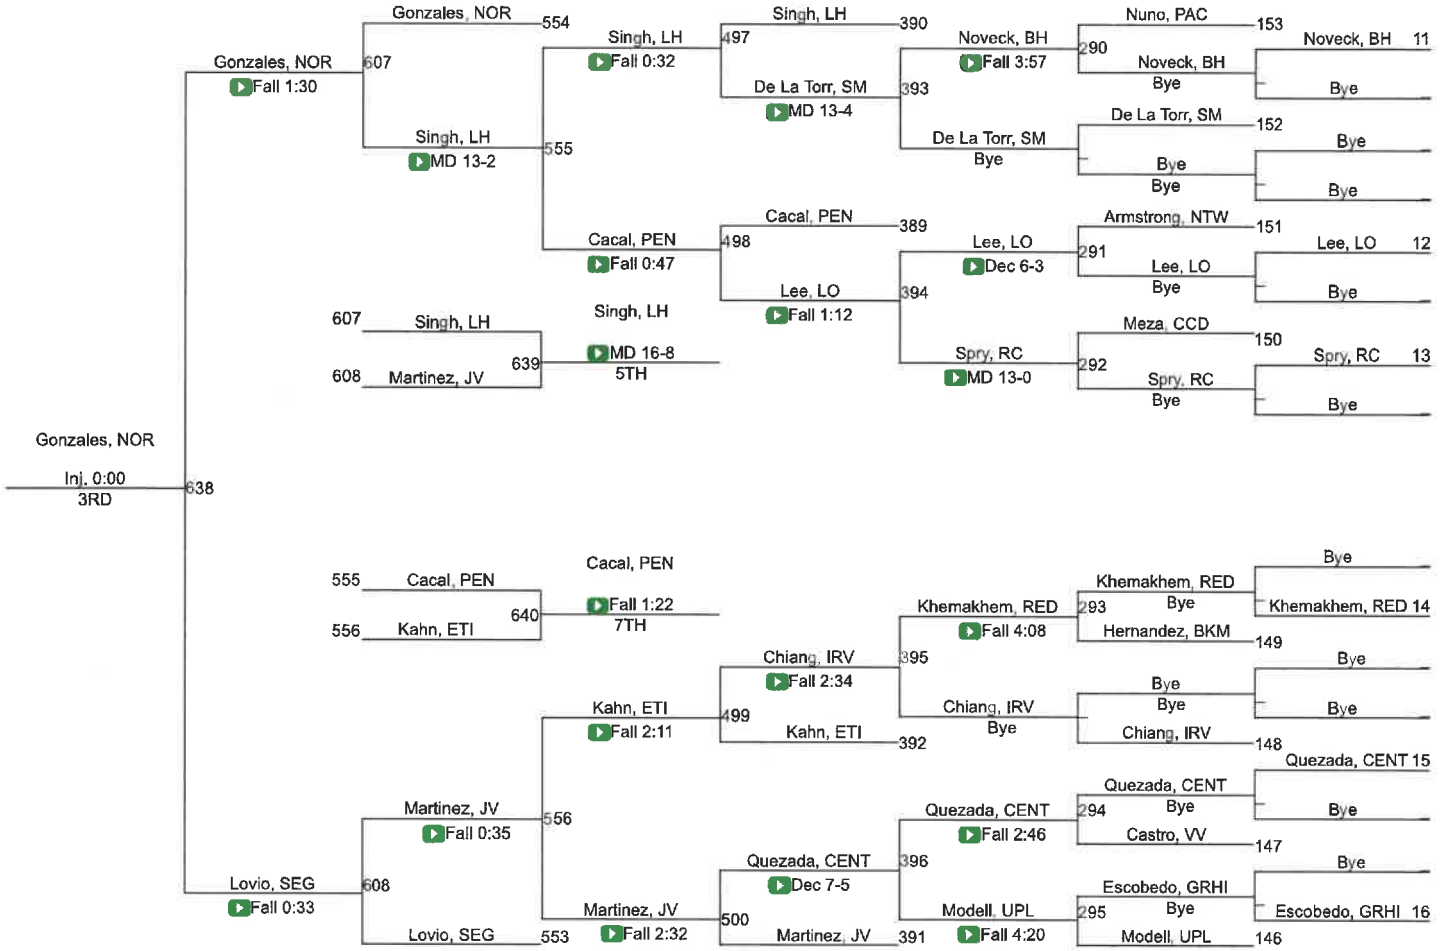 Gonzales, NOR
554
Singh, LH
390
Nuno, PAC
153
Singh, LH
497
Noveck, BH
290
Noveck, BH 11
Gonzales, NOR
607
Fall 0:32
Fall 3:57
Noveck, BH
Bye
Fall 1:30
De La Torr, SM
393
Bye
MD 13-4
De La Torr, SM
152
Singh, LH
555
De La Torr, SM
Bye
Bye
MD 13-2
Bye
Bye
Bye
Cacal, PEN
389
Armstrong, NTW
151
Cacal, PEN
498
Lee, LO
291
Lee, LO 12
Fall 0:47
Dec 6-3
Lee, LO
Bye
Lee, LO
394
Bye
Singh, LH
Fall 1:12
607
Singh, LH
Meza, CCD
150
MD 16-8
639
Spry, RC
292
Spry, RC 13
5TH
608
Martinez, JV
MD 13-0
Spry, RC
Bye
Bye
Gonzales, NOR
Inj. 0:00
638
3RD
Cacal, PEN
Bye
555
Cacal, PEN
Khemakhem, RED
Fall 1:22
640
Khemakhem, RED
293
Bye
Khemakhem, RED 14
7TH
556
Kahn, ETI
Fall 4:08
Hernandez, BKM
149
Chiang, IRV
395
Bye
Fall 2:34
Bye
Bye
Kahn, ETI
499
Chiang, IRV
Bye
Bye
Fall 2:11
Kahn, ETI
392
Chiang, IRV
148
Quezada, CENT 15
Quezada, CENT
Martinez, JV
556
Quezada, CENT
294
Bye
Bye
Fall 0:35
Fall 2:46
Castro, VV
147
Quezada, CENT
396
Bye
Lovio, SEG
608
Dec 7-5
Escobedo, GRHI
Fall 0:33
Martinez, JV
500
Modell, UPL
295
Bye
Escobedo, GRHI 16
Lovio, SEG
553
Fall 2:32
Martinez, JV
391
Fall 4:20
Modell, UPL
146